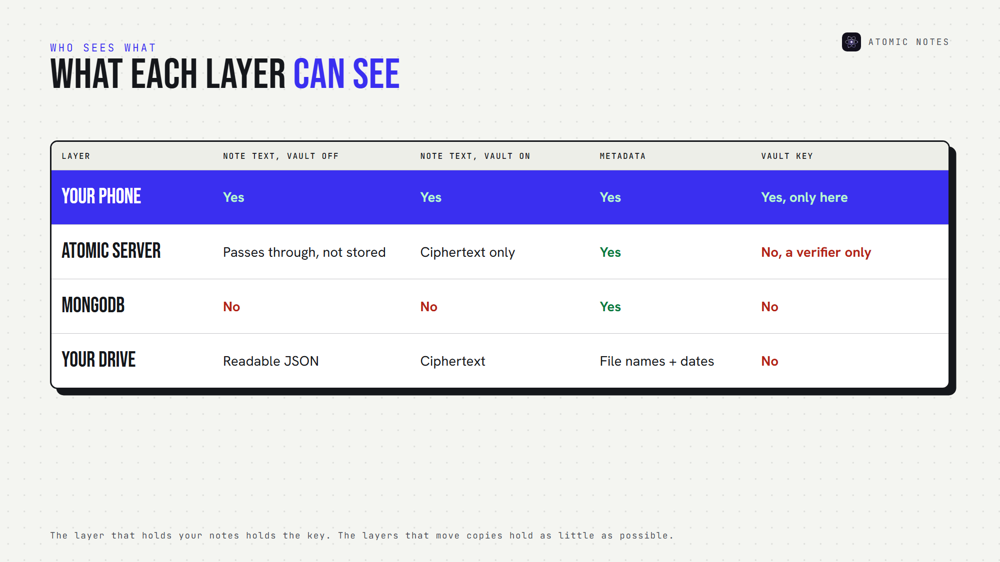 WHO SEES WHAT
WHAT EACH LAYER CAN SEE
ATOMIC NOTES
LAYER NOTE TEXT, VAULT OFF NOTE TEXT, VAULT ON METADATA VAULT KEY
YOUR PHONE Yes Yes Yes Yes, only here
ATOMIC SERVER Passes through, not stored Ciphertext only Yes No, a verifier only
MONGODB No No Yes No
YOUR DRIVE Readable JSON Ciphertext File names + dates No
The layer that holds your notes holds the key. The layers that move copies hold as little as possible.